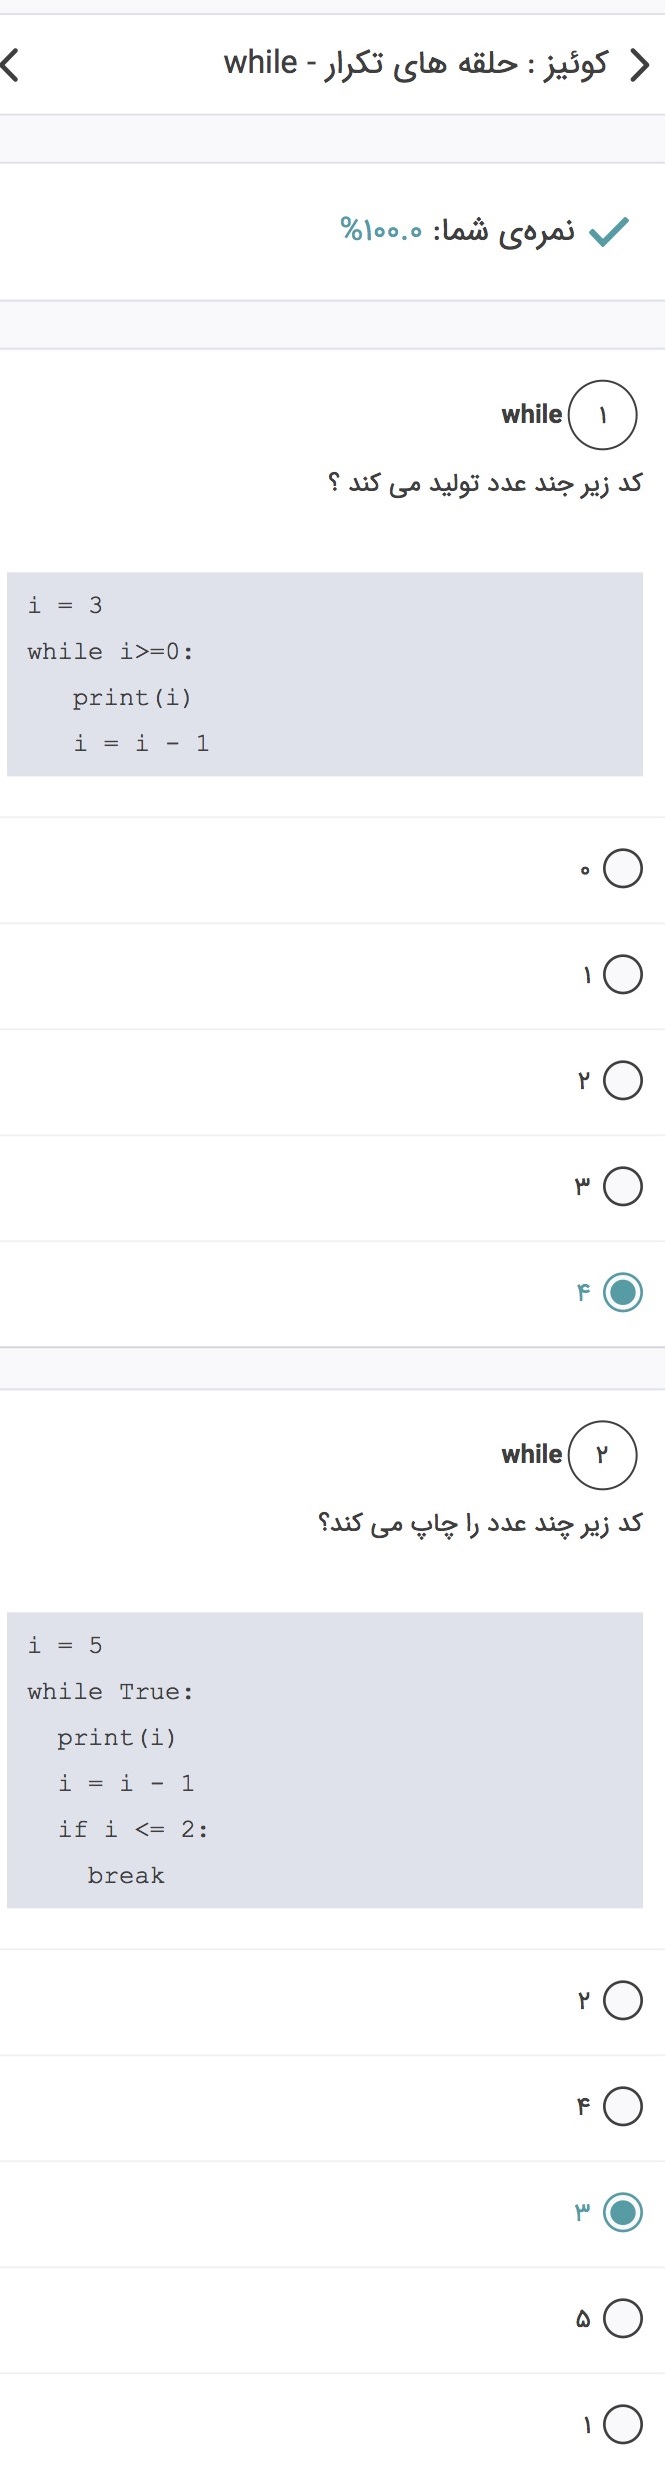 کوئیز : حلقه های تکرار - while
نمره‌ی شما: ۱۰۰.۰%
۱ while
کد زیر جند عدد تولید می کند ؟
i = 3
while i>=0:
   print(i)
   i = i - 1
۰
۱
۲
۳
۴
۲ while
کد زیر چند عدد را چاپ می کند؟
i = 5
while True:
  print(i)
  i = i - 1
  if i <= 2:
    break
۲
۴
۳
۵
۱